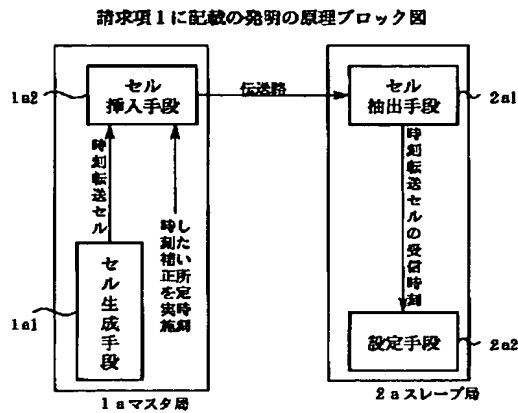 請求項1に記載の発明の原理ブロック図
1a2
セル
挿入手段
伝送路
セル
抽出手段
2a1
時刻転送セル
時刻補正を実施
したい所定時刻
時刻転送セルの受信時刻
1a1
セル生成手段
設定手段
2a2
1aマスタ局
2aスレーブ局